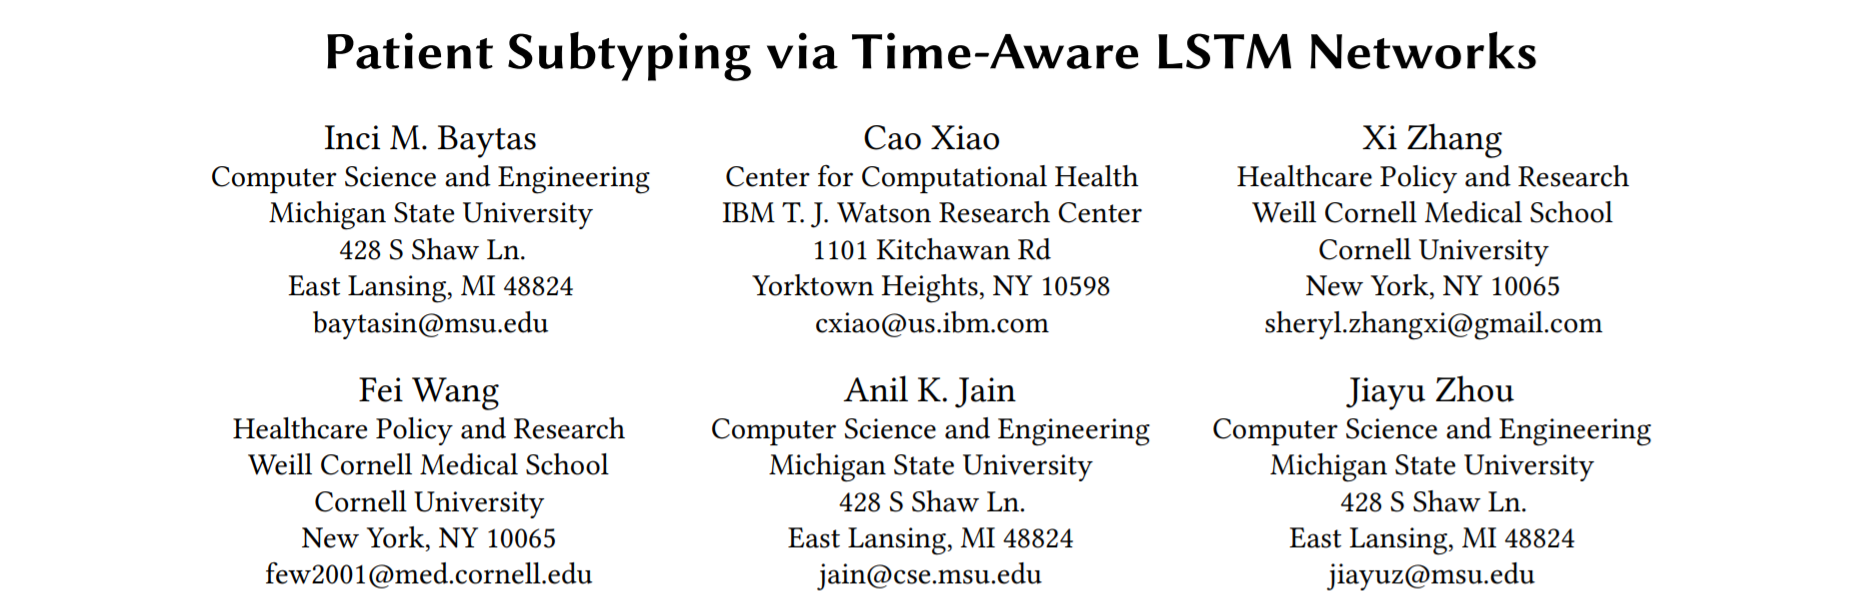 Patient Subtyping via Time-Aware LSTM Networks
Inci M. Baytas
Computer Science and Engineering
Michigan State University
428 S Shaw Ln.
East Lansing, MI 48824
baytasin@msu.edu
Cao Xiao
Center for Computational Health
IBM T. J. Watson Research Center
1101 Kitchawan Rd
Yorktown Heights, NY 10598
cxiao@us.ibm.com
Xi Zhang
Healthcare Policy and Research
Weill Cornell Medical School
Cornell University
New York, NY 10065
sheryl.zhangxi@gmail.com
Fei Wang
Healthcare Policy and Research
Weill Cornell Medical School
Cornell University
New York, NY 10065
few2001@med.cornell.edu
Anil K. Jain
Computer Science and Engineering
Michigan State University
428 S Shaw Ln.
East Lansing, MI 48824
jain@cse.msu.edu
Jiayu Zhou
Computer Science and Engineering
Michigan State University
428 S Shaw Ln.
East Lansing, MI 48824
jiayuz@msu.edu